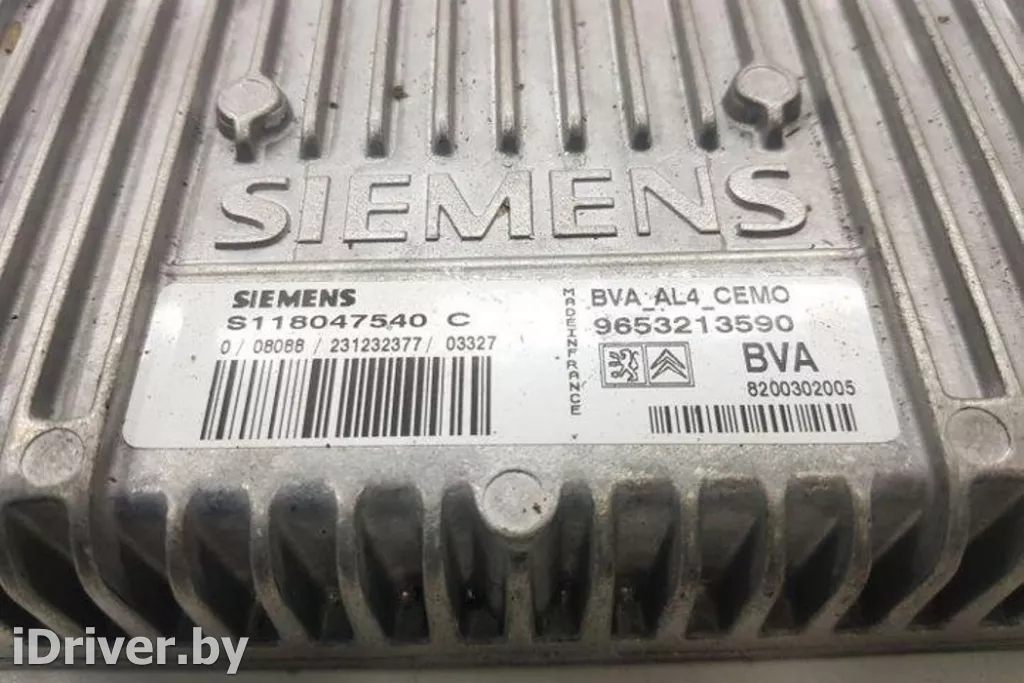 SIEMENS
SIEMENS
S118047540 C
0 / 08088 / 231232377 / 03327
MADE IN FRANCE
BVA_AL4_CEMO
9653213590
BVA
8200302005
iDriver.by